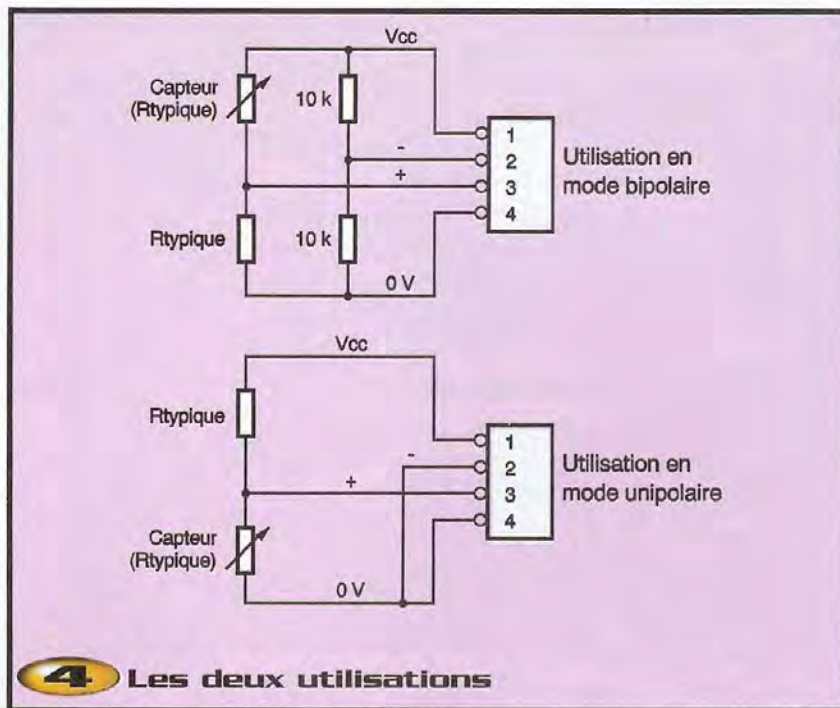 Vcc
Capteur
(Rtypique)
10 k
-
+
1
2
3
4
Utilisation en
mode bipolaire
Rtypique
10 k
0 V
Vcc
Rtypique
-
+
1
2
3
4
Utilisation en
mode unipolaire
Capteur
(Rtypique)
0 V
4 Les deux utilisations